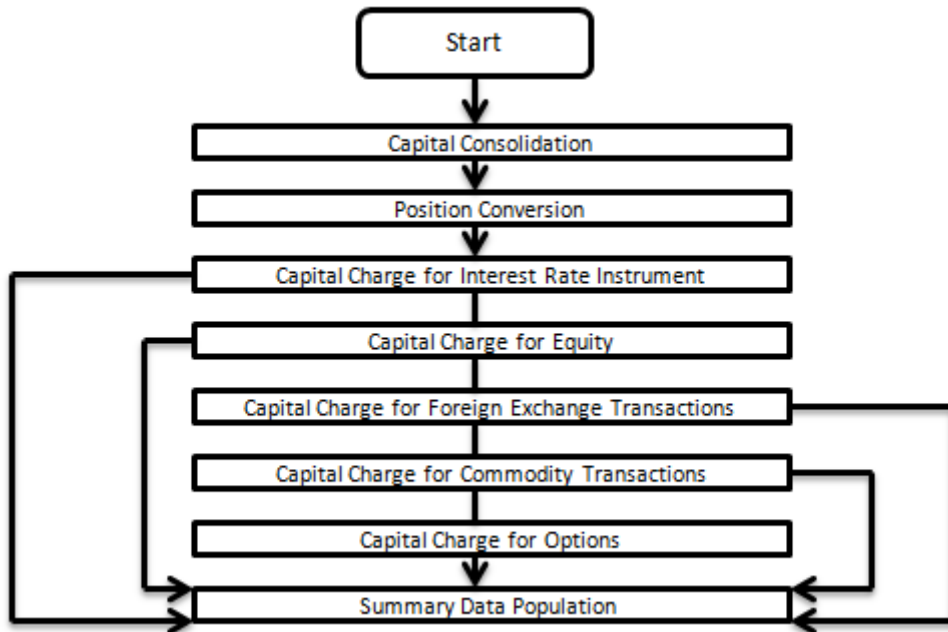 Start
Capital Consolidation
Position Conversion
Capital Charge for Interest Rate Instrument
Capital Charge for Equity
Capital Charge for Foreign Exchange Transactions
Capital Charge for Commodity Transactions
Capital Charge for Options
Summary Data Population